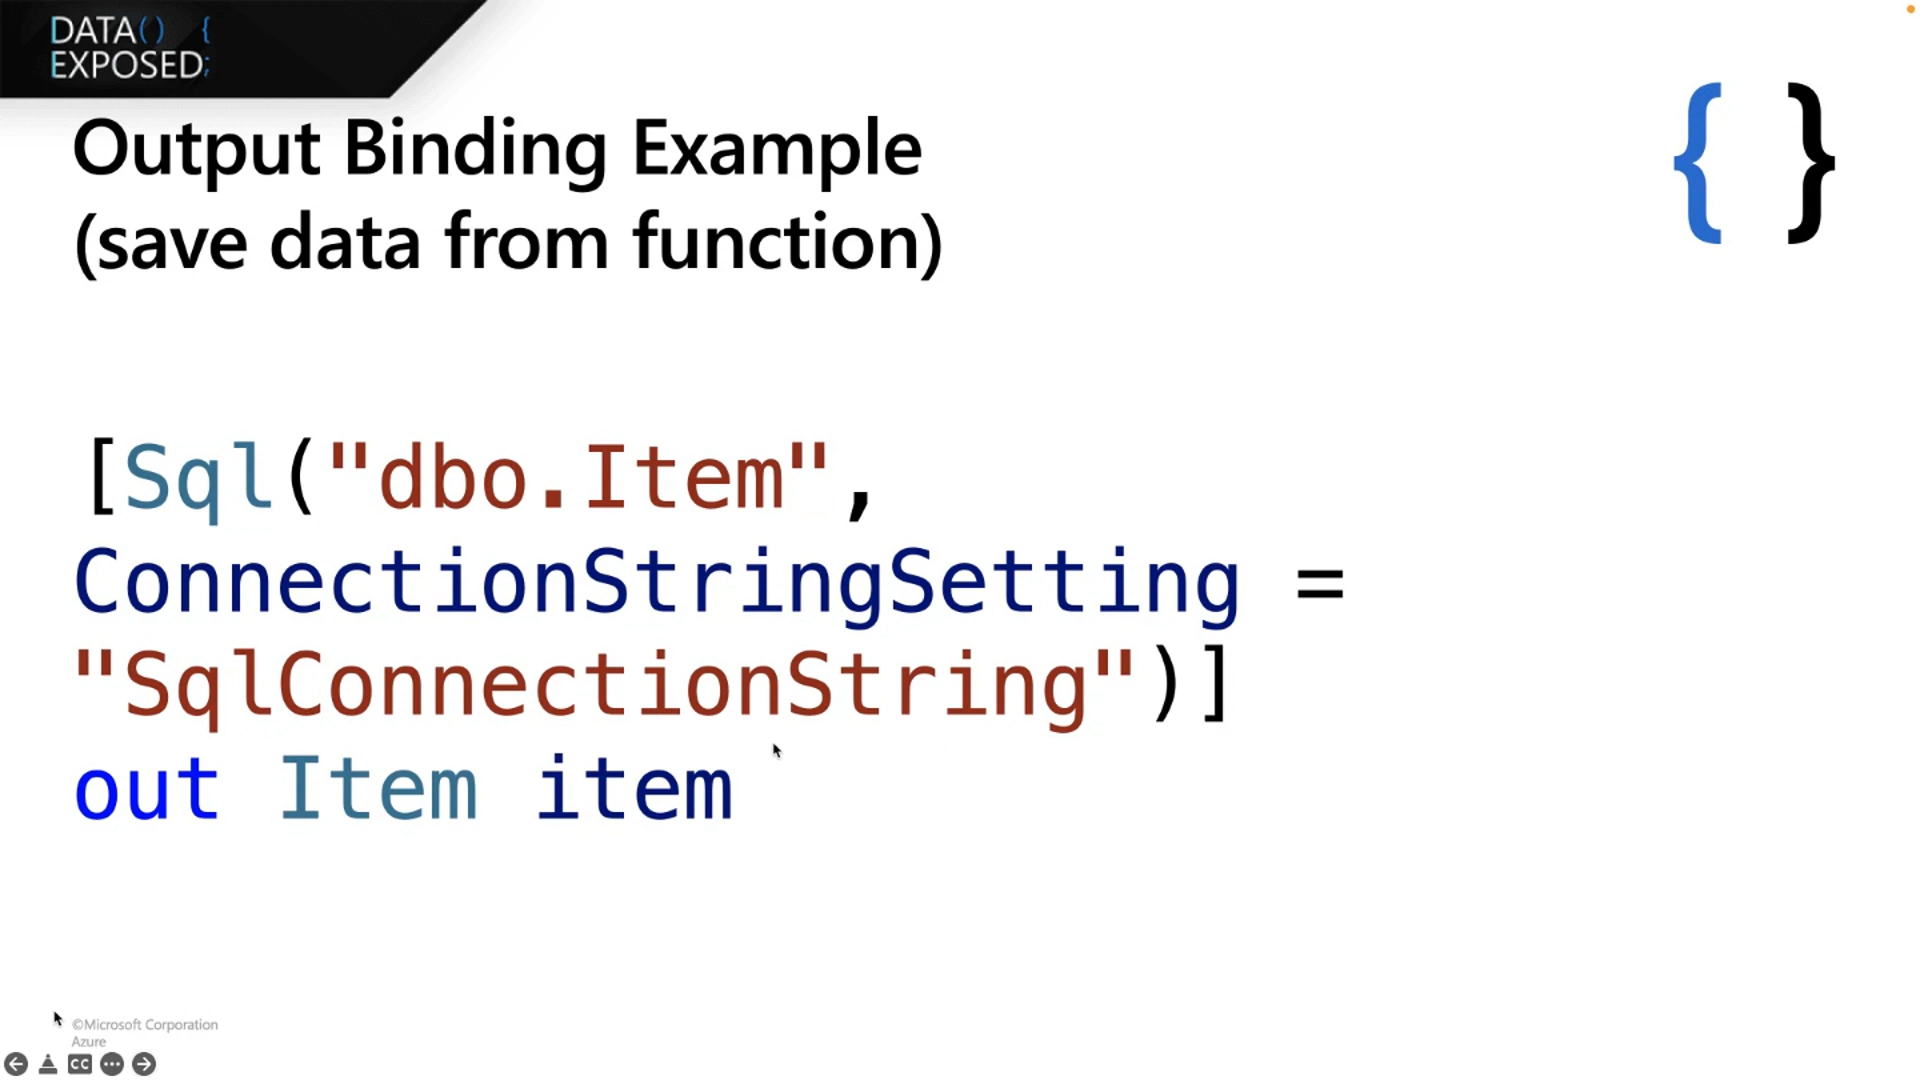 DATA() {
EXPOSED;
{ }
Output Binding Example
(save data from function)
[Sql("dbo.Item",
ConnectionStringSetting =
"SqlConnectionString")]
out Item item
©Microsoft Corporation
Azure
CC